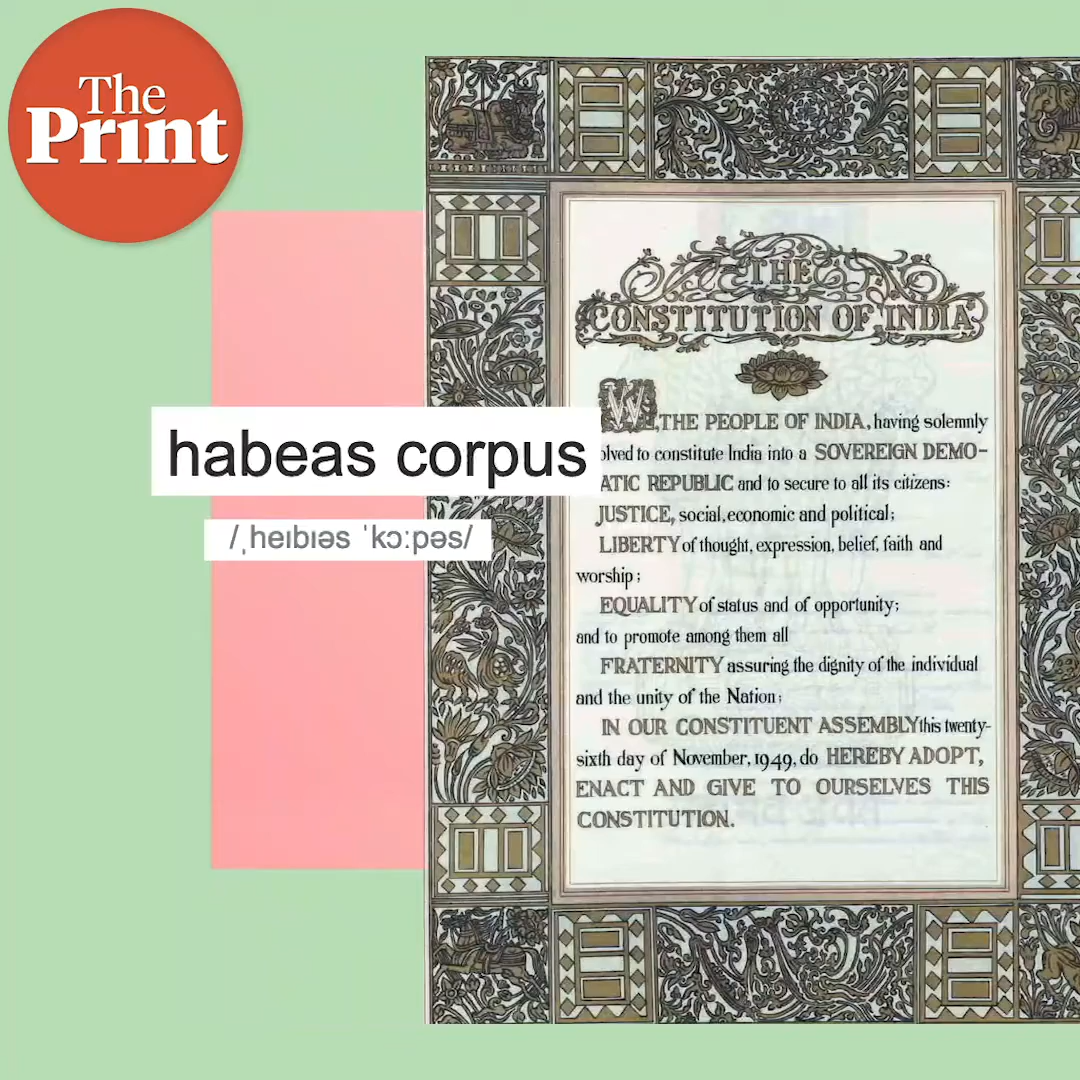 The
Print
THE
CONSTITUTION OF INDIA
habeas corpus
/ˌheɪbɪəs ˈkɔːpəs/
W, THE PEOPLE OF INDIA, having solemnly
olved to constitute India into a SOVEREIGN DEMO-
ATIC REPUBLIC and to secure to all its citizens:
JUSTICE, social, economic and political;
LIBERTY of thought, expression, belief, faith and
worship;
EQUALITY of status and of opportunity;
and to promote among them all
FRATERNITY assuring the dignity of the individual
and the unity of the Nation;
IN OUR CONSTITUENT ASSEMBLY this twenty-
sixth day of November, 1949, do HEREBY ADOPT,
ENACT AND GIVE TO OURSELVES THIS
CONSTITUTION.